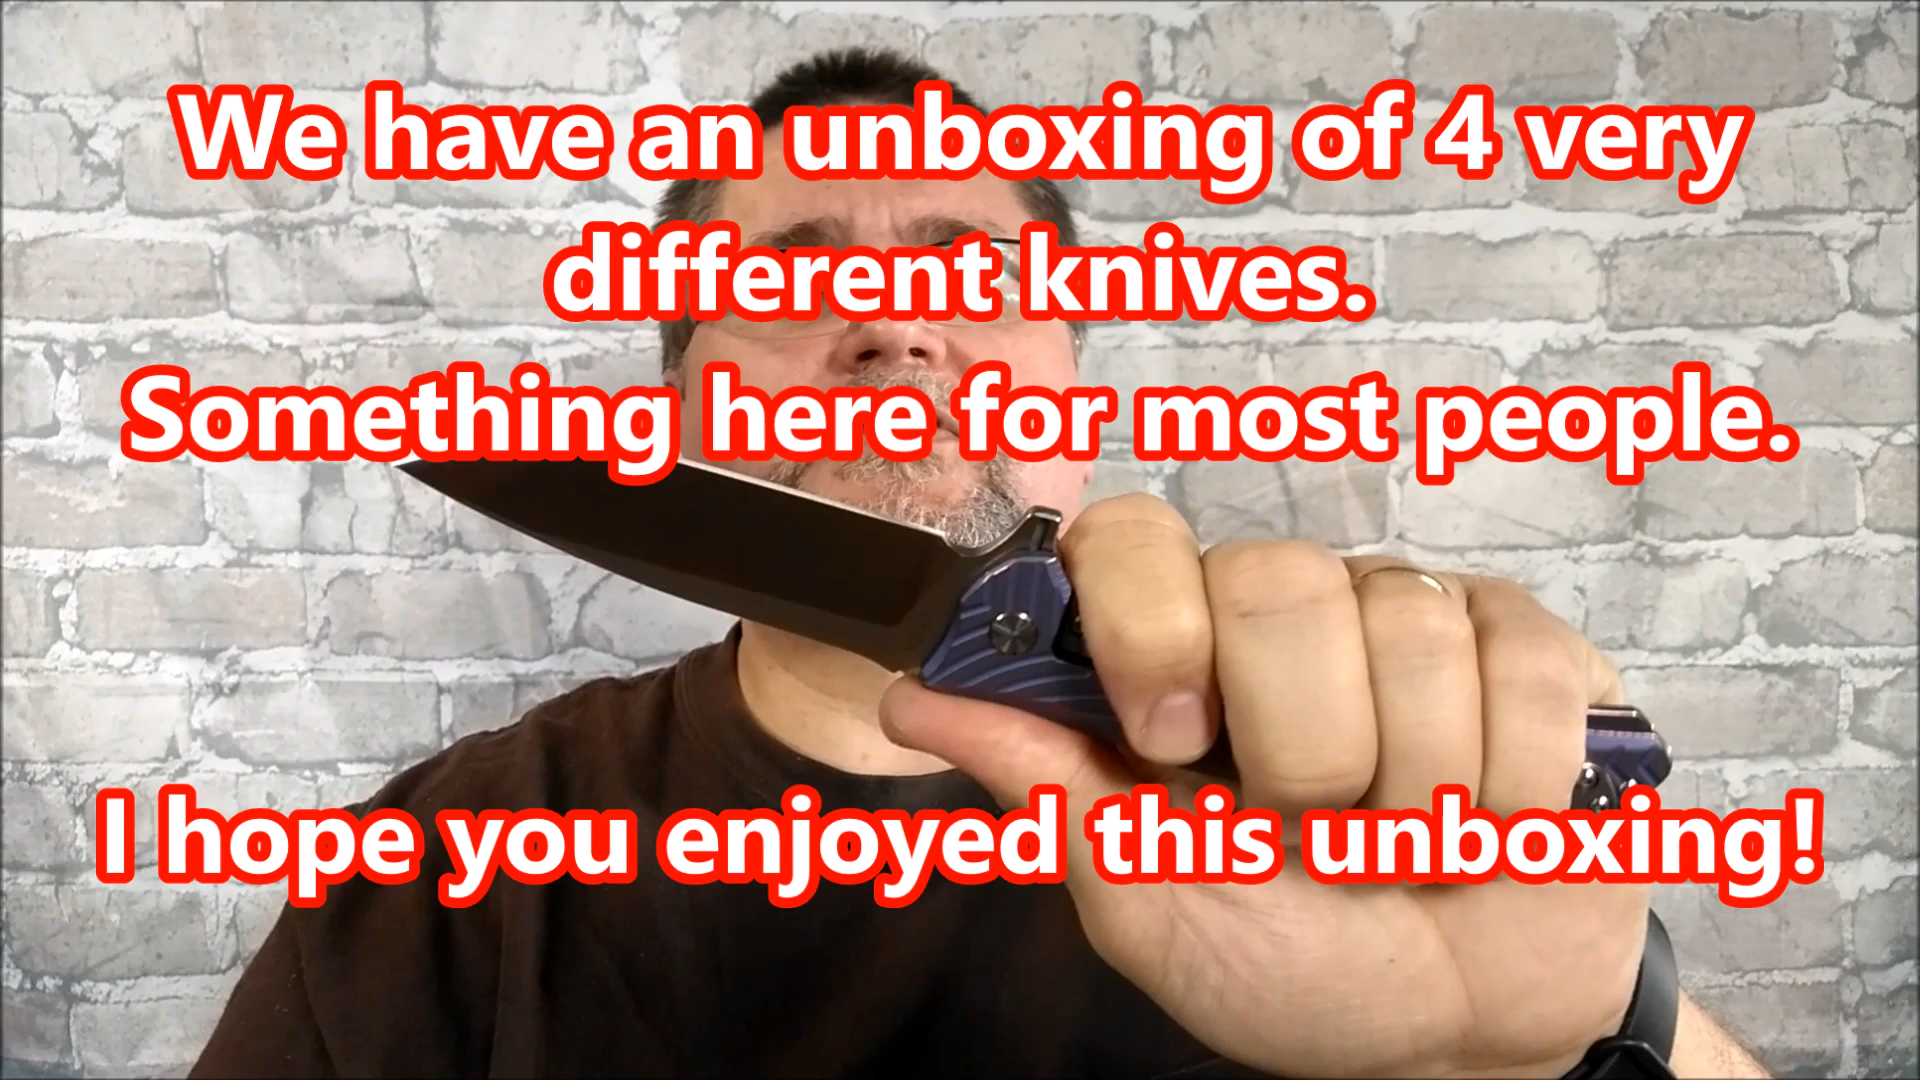 We have an unboxing of 4 very
different knives.
Something here for most people.
I hope you enjoyed this unboxing!